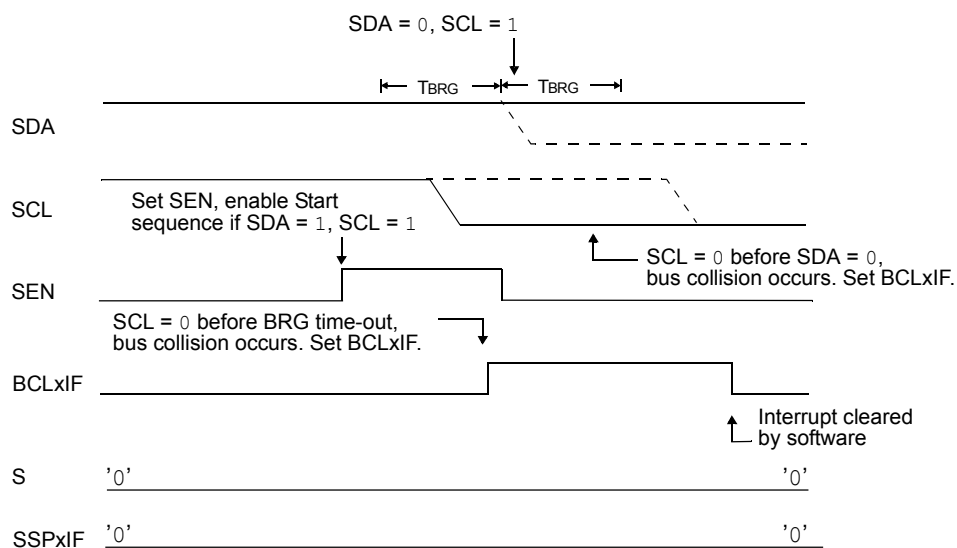 SDA = 0, SCL = 1
TBRG TBRG
SDA
SCL
Set SEN, enable Start
sequence if SDA = 1, SCL = 1
SCL = 0 before SDA = 0,
bus collision occurs. Set BCLxIF.
SEN
SCL = 0 before BRG time-out,
bus collision occurs. Set BCLxIF.
BCLxIF
Interrupt cleared
by software
S '0' '0'
SSPxIF '0' '0'